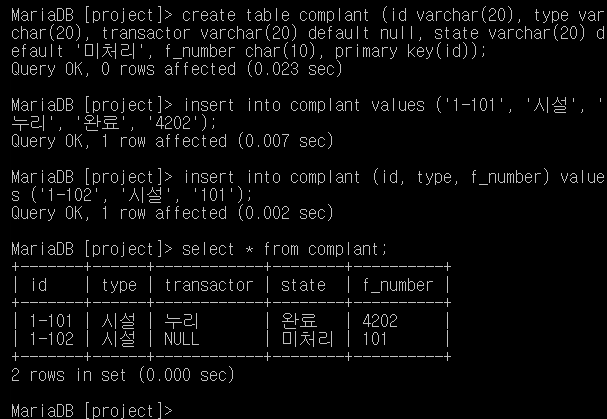 MariaDB [project]> create table complant (id varchar(20), type var
char(20), transactor varchar(20) default null, state varchar(20) d
efault '미처리', f_number char(10), primary key(id));
Query OK, 0 rows affected (0.023 sec)
MariaDB [project]> insert into complant values ('1-101', '시설', '
누리', '완료', '4202');
Query OK, 1 row affected (0.007 sec)
MariaDB [project]> insert into complant (id, type, f_number) value
s ('1-102', '시설', '101');
Query OK, 1 row affected (0.002 sec)
MariaDB [project]> select * from complant;
+-------+------+------------+--------+----------+
| id    | type | transactor | state  | f_number |
+-------+------+------------+--------+----------+
| 1-101 | 시설 | 누리       | 완료   | 4202     |
| 1-102 | 시설 | NULL       | 미처리 | 101      |
+-------+------+------------+--------+----------+
2 rows in set (0.000 sec)
MariaDB [project]>